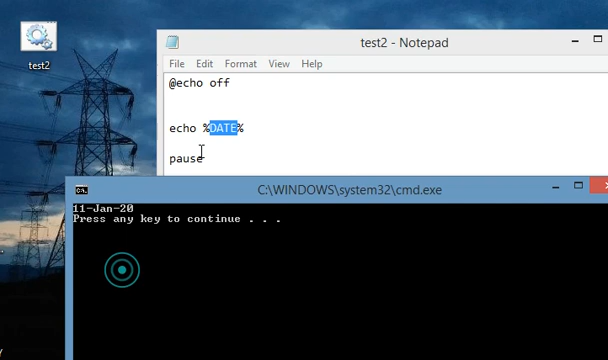 test2
test2 - Notepad
File Edit Format View Help
@echo off
echo %DATE%
pause
C:\WINDOWS\system32\cmd.exe
11-Jan-20
Press any key to continue . . .